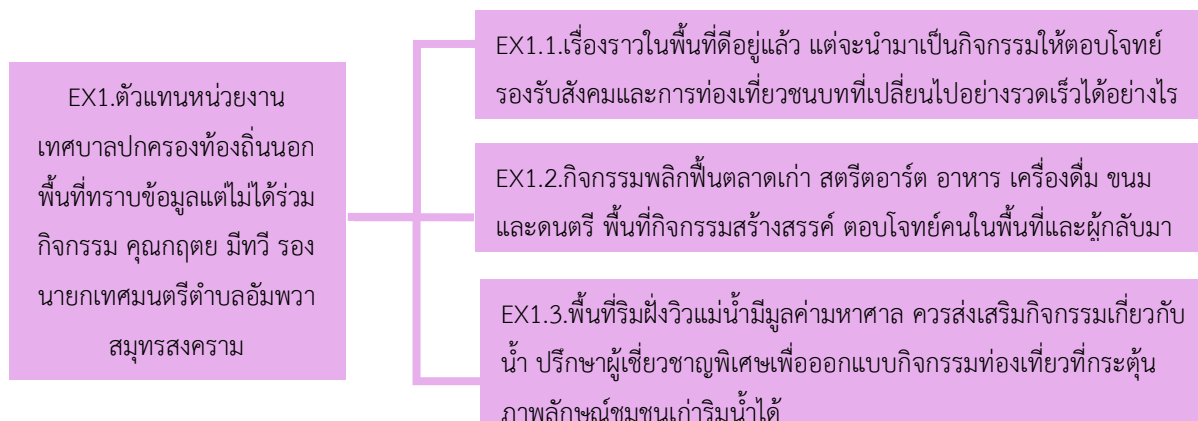 EX1.ตัวแทนหน่วยงาน
เทศบาลปกครองท้องถิ่นนอก
พื้นที่ทราบข้อมูลแต่ไม่ได้ร่วม
กิจกรรม คุณกฤตย มีทวี รอง
นายกเทศมนตรีตำบลอัมพวา
สมุทรสงคราม
EX1.1.เรื่องราวในพื้นที่ดีอยู่แล้ว แต่จะนำมาเป็นกิจกรรมให้ตอบโจทย์
รองรับสังคมและการท่องเที่ยวชนบทที่เปลี่ยนไปอย่างรวดเร็วได้อย่างไร
EX1.2.กิจกรรมพลิกฟื้นตลาดเก่า สตรีตอาร์ต อาหาร เครื่องดื่ม ขนม
และดนตรี พื้นที่กิจกรรมสร้างสรรค์ ตอบโจทย์คนในพื้นที่และผู้กลับมา
EX1.3.พื้นที่ริมฝั่งวิวแม่น้ำมีมูลค่ามหาศาล ควรส่งเสริมกิจกรรมเกี่ยวกับ
น้ำ ปรึกษาผู้เชี่ยวชาญพิเศษเพื่อออกแบบกิจกรรมท่องเที่ยวที่กระตุ้น
ภาพลักษณ์ชุมชนเก่าริมน้ำได้